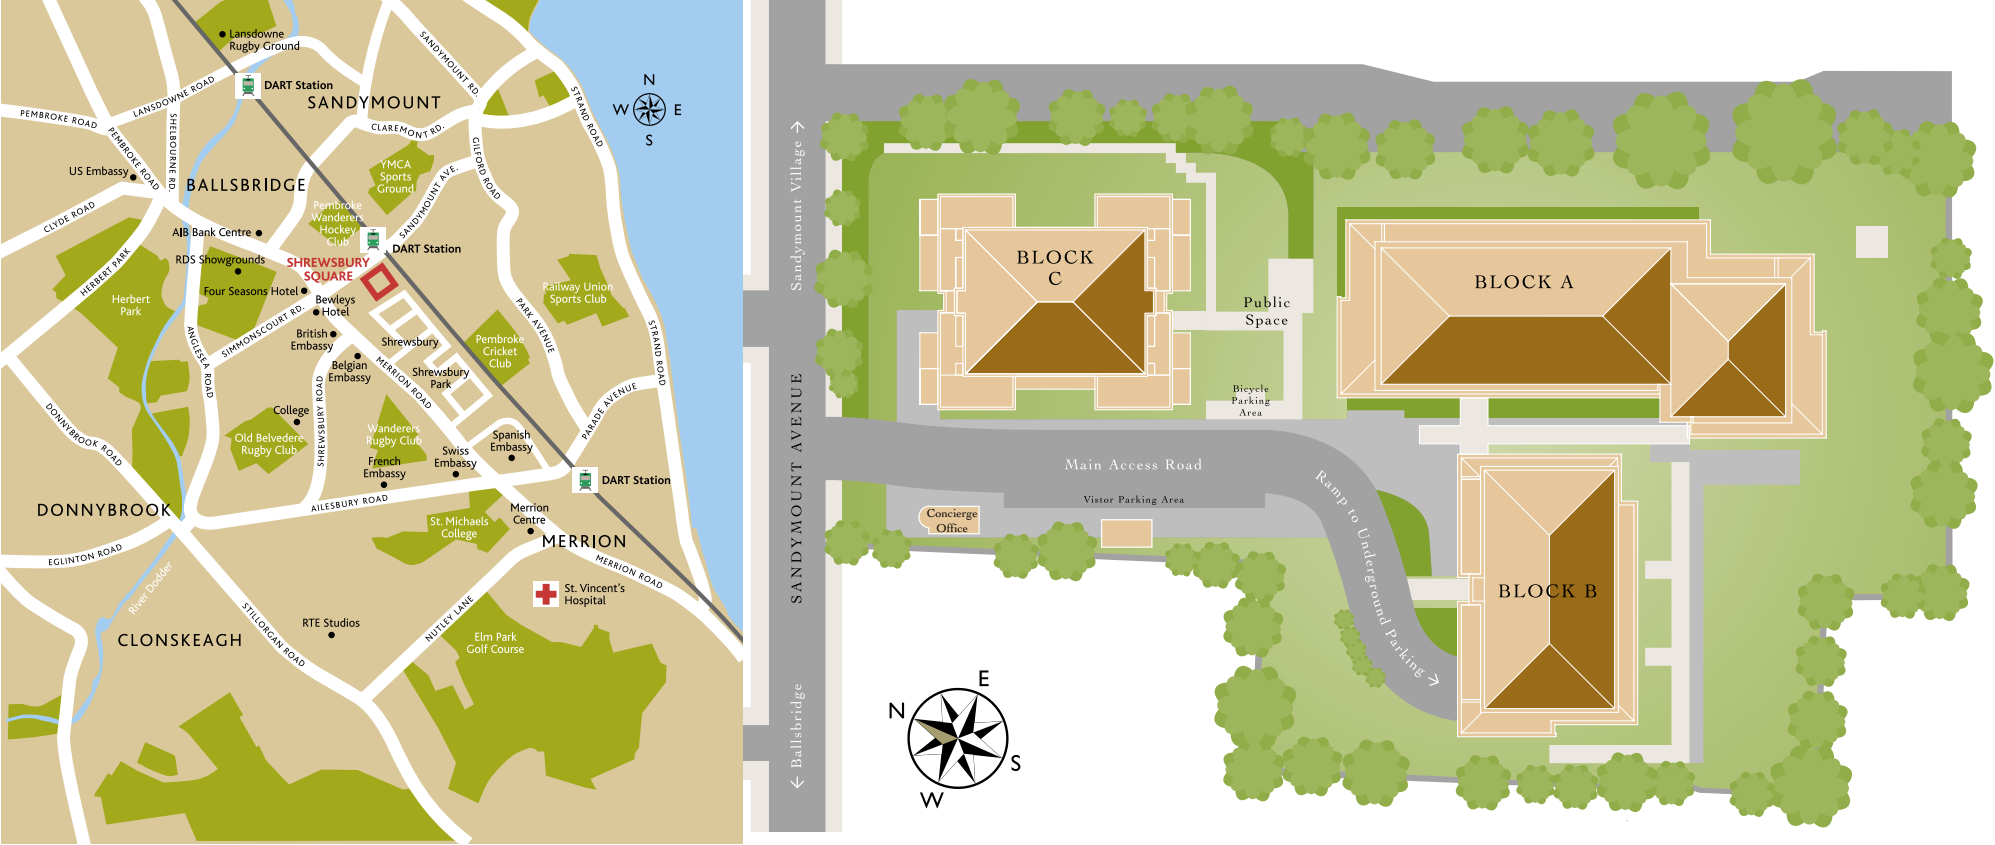 Lansdowne
Rugby Ground
DART Station
SANDYMOUNT
SANDYMOUNT RD.
STRAND ROAD
N
W
E
S
LANSDOWNE ROAD
PEMBROKE ROAD
PEMBROKE ROAD
SHELBOURNE RD.
CLAREMONT RD.
GILFORD ROAD
YMCA
Sports
Ground
US Embassy
BALLSBRIDGE
SANDYMOUNT AVE.
CLYDE ROAD
Pembroke
Wanderers
Hockey
Club
AIB Bank Centre
DART Station
HERBERT PARK
RDS Showgrounds
SHREWSBURY
SQUARE
Four Seasons Hotel
Bewleys
Hotel
Herbert
Park
Railway Union
Sports Club
PARK AVENUE
SIMMONSCOURT RD.
British
Embassy
Shrewsbury
Pembroke
Cricket
Club
STRAND ROAD
ANGLESEA ROAD
Belgian
Embassy
MERRION ROAD
Shrewsbury
Park
SHREWSBURY ROAD
PARADE AVENUE
DONNYBROOK ROAD
College
Old Belvedere
Rugby Club
Wanderers
Rugby Club
Spanish
Embassy
French
Embassy
Swiss
Embassy
DART Station
AILESBURY ROAD
DONNYBROOK
St. Michaels
College
Merrion
Centre
MERRION
EGLINTON ROAD
River Dodder
MERRION ROAD
St. Vincent's
Hospital
CLONSKEAGH
STILLORGAN ROAD
RTE Studios
NUTLEY LANE
Elm Park
Golf Course
Sandymount Village →
SANDYMOUNT AVENUE
← Ballsbridge
BLOCK
C
BLOCK A
Public
Space
Bicycle
Parking
Area
Main Access Road
Vistor Parking Area
Concierge
Office
Ramp to Underground Parking →
BLOCK B
E
N
S
W